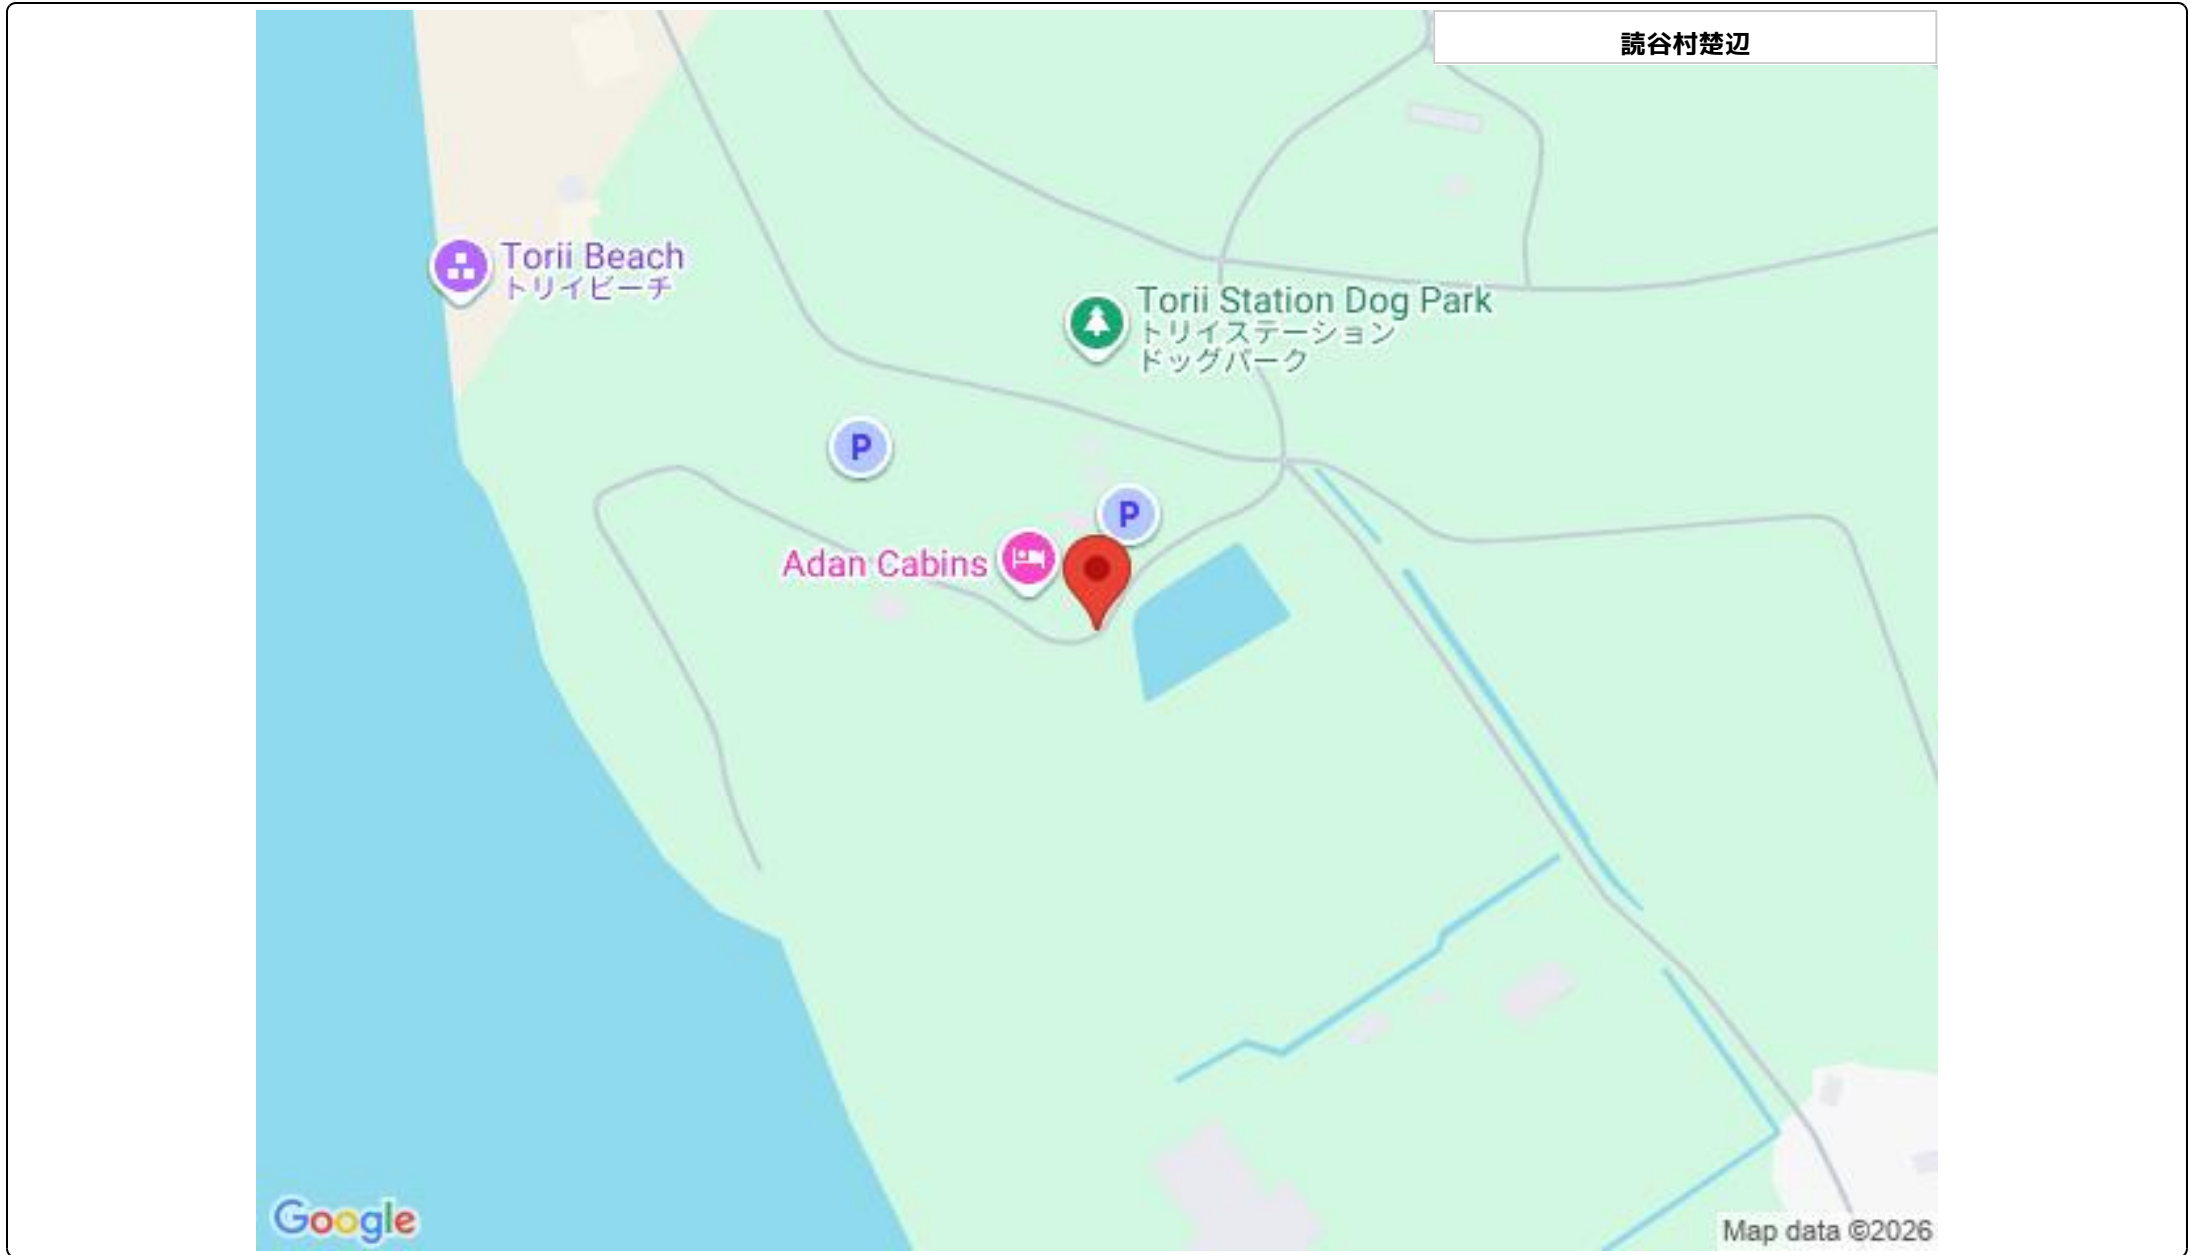 読谷村楚辺
Torii Beach
トリイビーチ
Torii Station Dog Park
トリイステーション
ドッグパーク
P
P
Adan Cabins
Google
Map data ©2026